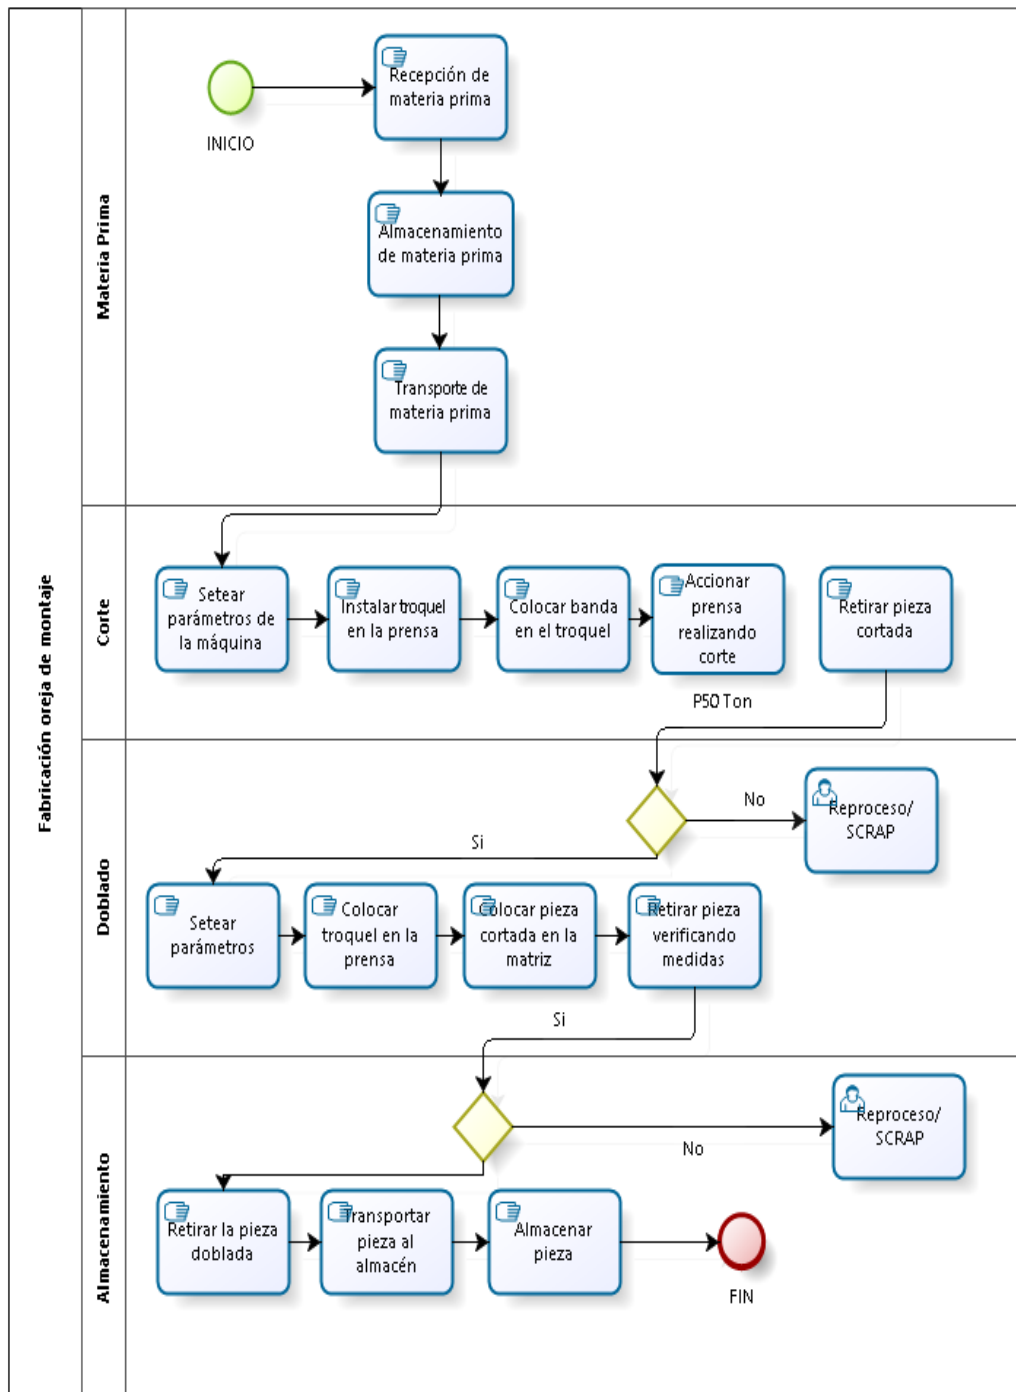 Fabricación oreja de montaje
Materia Prima
INICIO
Recepción de
materia prima
Almacenamiento
de materia prima
Transporte de
materia prima
Corte
Setear
parámetros de
la máquina
Instalar troquel
en la prensa
Colocar banda
en el troquel
Accionar
prensa
realizando
corte
Retirar pieza
cortada
P50 Ton
Doblado
No
Reproceso/
SCRAP
Si
Setear
parámetros
Colocar
troquel en la
prensa
Colocar pieza
cortada en la
matriz
Retirar pieza
verificando
medidas
Si
Almacenamiento
No
Reproceso/
SCRAP
Retirar la pieza
doblada
Transportar
pieza al
almacén
Almacenar
pieza
FIN